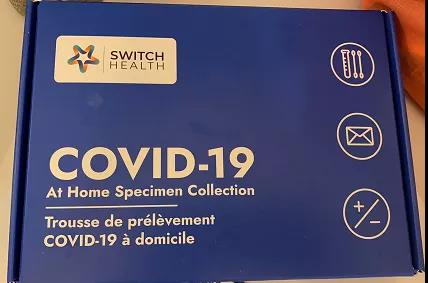 SWITCH
HEALTH
COVID-19
At Home Specimen Collection
Trousse de prélèvement
COVID-19 à domicile